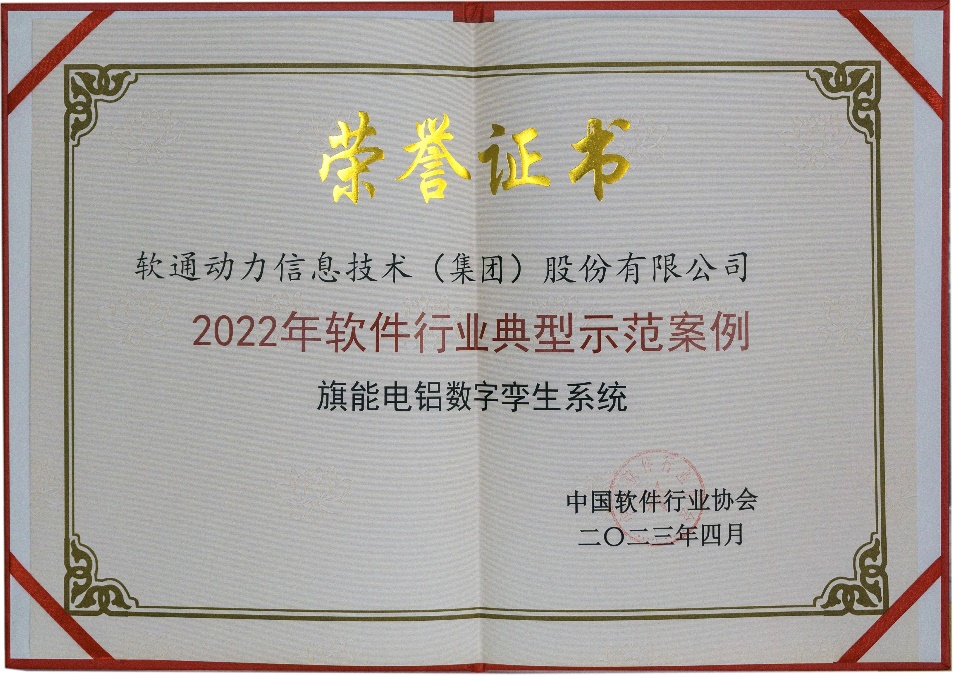 荣誉证书
软通动力信息技术（集团）股份有限公司
2022年软件行业典型示范案例
旗能电铝数字孪生系统
中国软件行业协会
二〇二三年四月